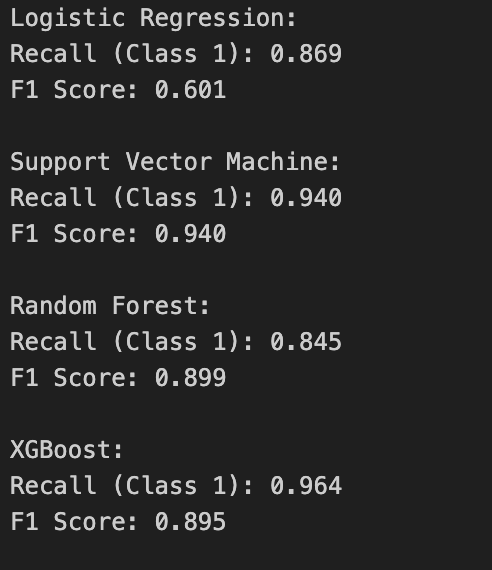 Logistic Regression:
Recall (Class 1): 0.869
F1 Score: 0.601
Support Vector Machine:
Recall (Class 1): 0.940
F1 Score: 0.940
Random Forest:
Recall (Class 1): 0.845
F1 Score: 0.899
XGBoost:
Recall (Class 1): 0.964
F1 Score: 0.895